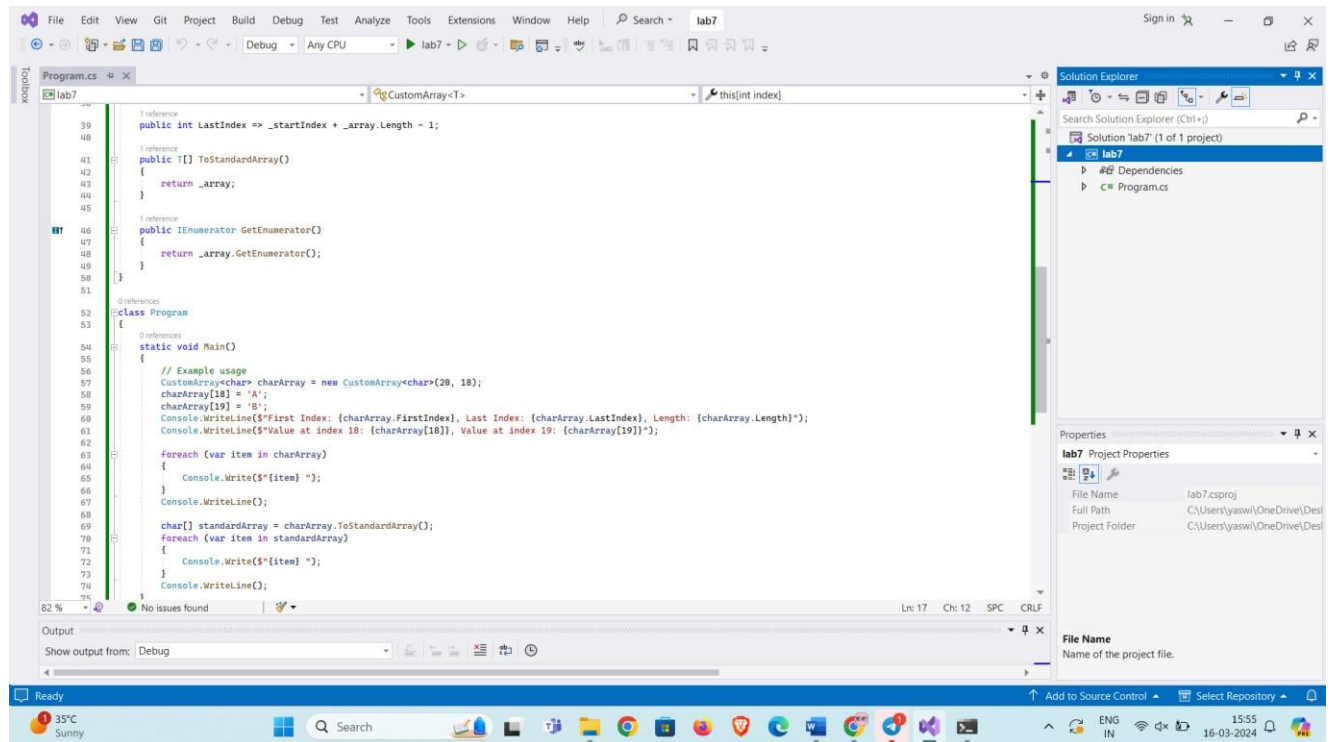 File Edit View Git Project Build Debug Test Analyze Tools Extensions Window Help Search lab7 Sign in
Debug Any CPU lab7
Toolbox
Program.cs
lab7 CustomArray<T> this[int index]
1 reference
39 public int LastIndex => _startIndex + _array.Length - 1;
40
1 reference
41 public T[] ToStandardArray()
42 {
43 return _array;
44 }
45
1 reference
46 public IEnumerator GetEnumerator()
47 {
48 return _array.GetEnumerator();
49 }
50 }
51
0 references
52 class Program
53 {
0 references
54 static void Main()
55 {
56 // Example usage
57 CustomArray<char> charArray = new CustomArray<char>(20, 18);
58 charArray[18] = 'A';
59 charArray[19] = 'B';
60 Console.WriteLine($"First Index: {charArray.FirstIndex}, Last Index: {charArray.LastIndex}, Length: {charArray.Length}");
61 Console.WriteLine($"Value at index 18: {charArray[18]}, Value at index 19: {charArray[19]}");
62
63 foreach (var item in charArray)
64 {
65 Console.Write($"{item} ");
66 }
67 Console.WriteLine();
68
69 char[] standardArray = charArray.ToStandardArray();
70 foreach (var item in standardArray)
71 {
72 Console.Write($"{item} ");
73 }
74 Console.WriteLine();
75 }
82 % No issues found Ln: 17 Ch: 12 SPC CRLF
Output
Show output from: Debug
Solution Explorer
Search Solution Explorer (Ctrl+;)
Solution 'lab7' (1 of 1 project)
lab7
Dependencies
C# Program.cs
Properties
lab7 Project Properties
File Name lab7.csproj
Full Path C:\Users\yaswi\OneDrive\Des
Project Folder C:\Users\yaswi\OneDrive\Des
File Name
Name of the project file.
Ready Add to Source Control Select Repository
1 35°C
Sunny
Search
ENG
IN
15:55
16-03-2024
PRE